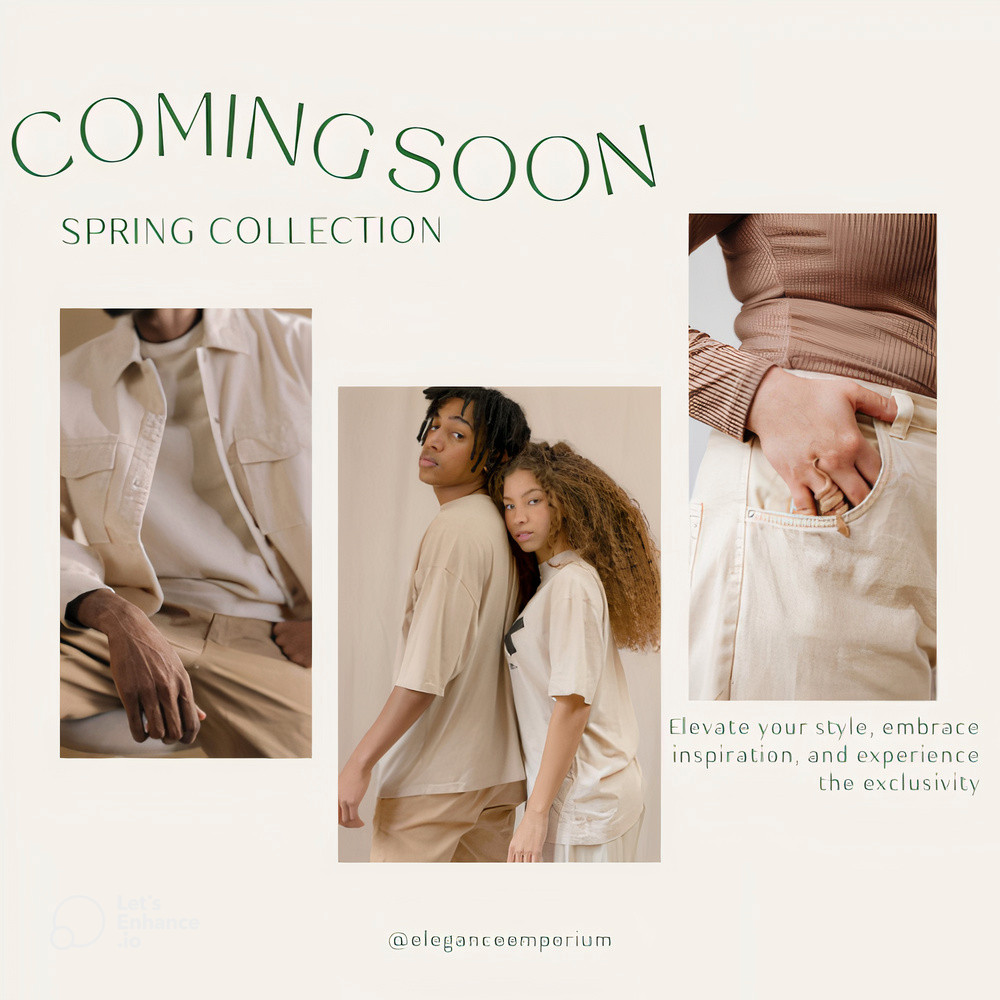 COMING SOON
SPRING COLLECTION
Elevate your style, embrace
inspiration, and experience
the exclusivity
Let's
Enhance
.io
@eleganceemporium